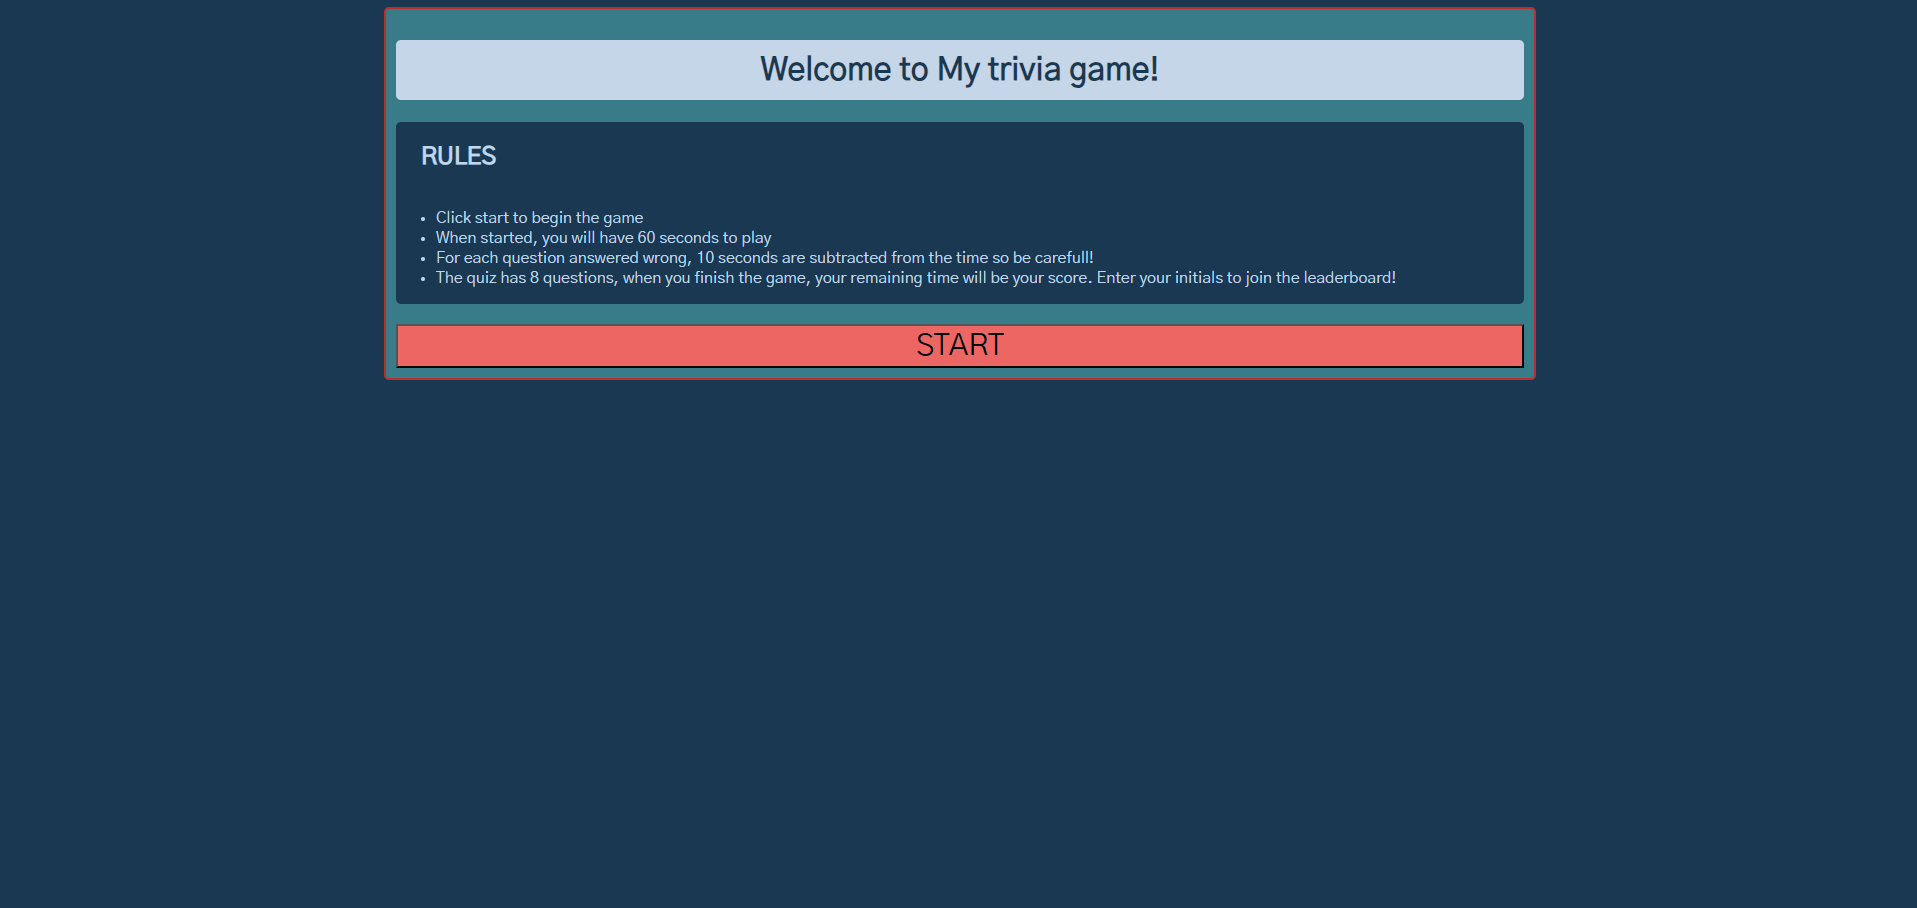 Welcome to My trivia game!
RULES
Click start to begin the game
When started, you will have 60 seconds to play
For each question answered wrong, 10 seconds are subtracted from the time so be carefull!
The quiz has 8 questions, when you finish the game, your remaining time will be your score. Enter your initials to join the leaderboard!
START